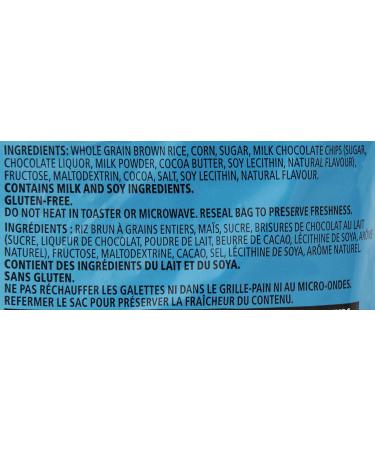 INGREDIENTS: WHOLE GRAIN BROWN RICE, CORN, SUGAR, MILK CHOCOLATE CHIPS (SUGAR,
CHOCOLATE LIQUOR, MILK POWDER, COCOA BUTTER, SOY LECITHIN, NATURAL FLAVOUR),
FRUCTOSE, MALTODEXTRIN, COCOA, SALT, SOY LECITHIN, NATURAL FLAVOUR.
CONTAINS MILK AND SOY INGREDIENTS.
GLUTEN-FREE.
DO NOT HEAT IN TOASTER OR MICROWAVE. RESEAL BAG TO PRESERVE FRESHNESS.
INGRÉDIENTS : RIZ BRUN À GRAINS ENTIERS, MAÏS, SUCRE, BRISURES DE CHOCOLAT AU LAIT
(SUCRE, LIQUEUR DE CHOCOLAT, POUDRE DE LAIT, BEURRE DE CACAO, LÉCITHINE DE SOYA, ARÔME
NATUREL), FRUCTOSE, MALTODEXTRINE, CACAO, SEL, LÉCITHINE DE SOYA, ARÔME NATUREL.
CONTIENT DES INGRÉDIENTS DU LAIT ET DU SOYA.
SANS GLUTEN.
NE PAS RÉCHAUFFER LES GALETTES NI DANS LE GRILLE-PAIN NI AU MICRO-ONDES.
REFERMER LE SAC POUR PRÉSERVER LA FRAÎCHEUR DU CONTENU.